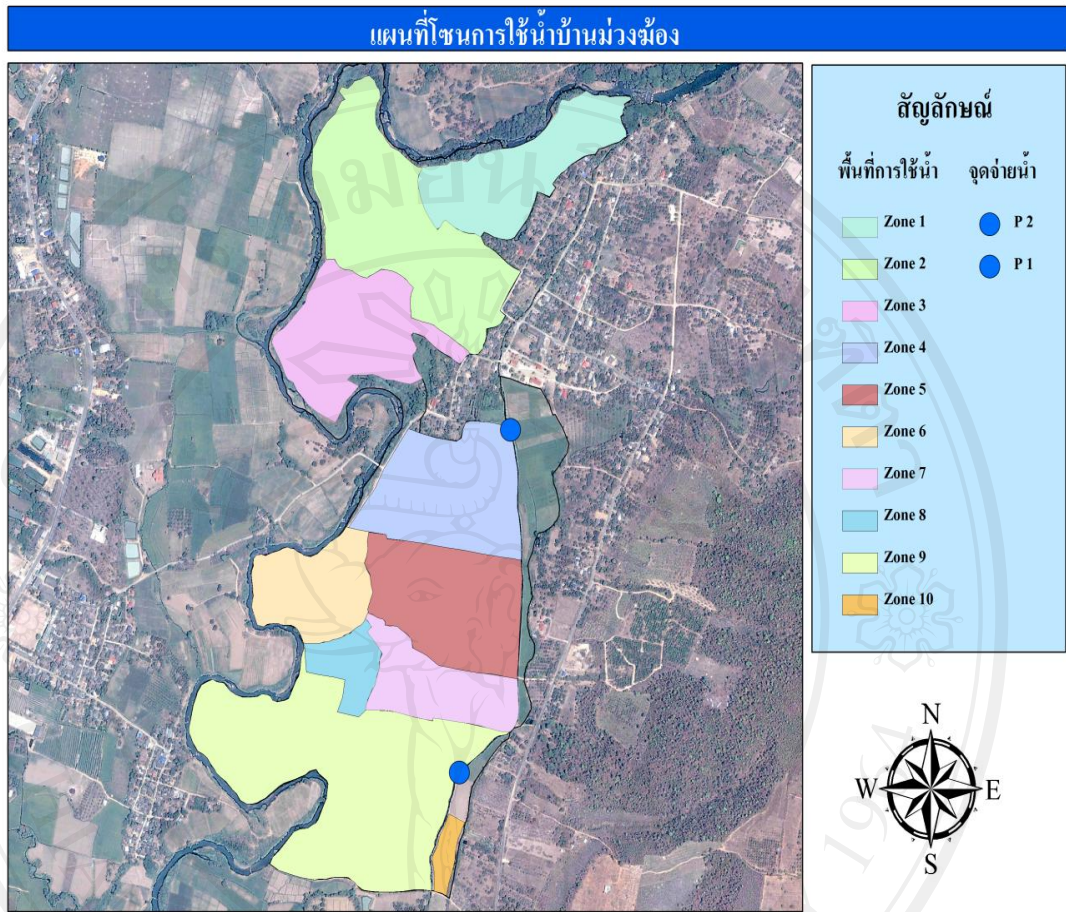 แผนที่โซนการใช้น้ำบ้านม่วงฆ้อง
สัญลักษณ์
พื้นที่การใช้น้ำ จุดจ่ายน้ำ
Zone 1 P 2
Zone 2 P 1
Zone 3
Zone 4
Zone 5
Zone 6
Zone 7
Zone 8
Zone 9
Zone 10
N
W E
S
1964